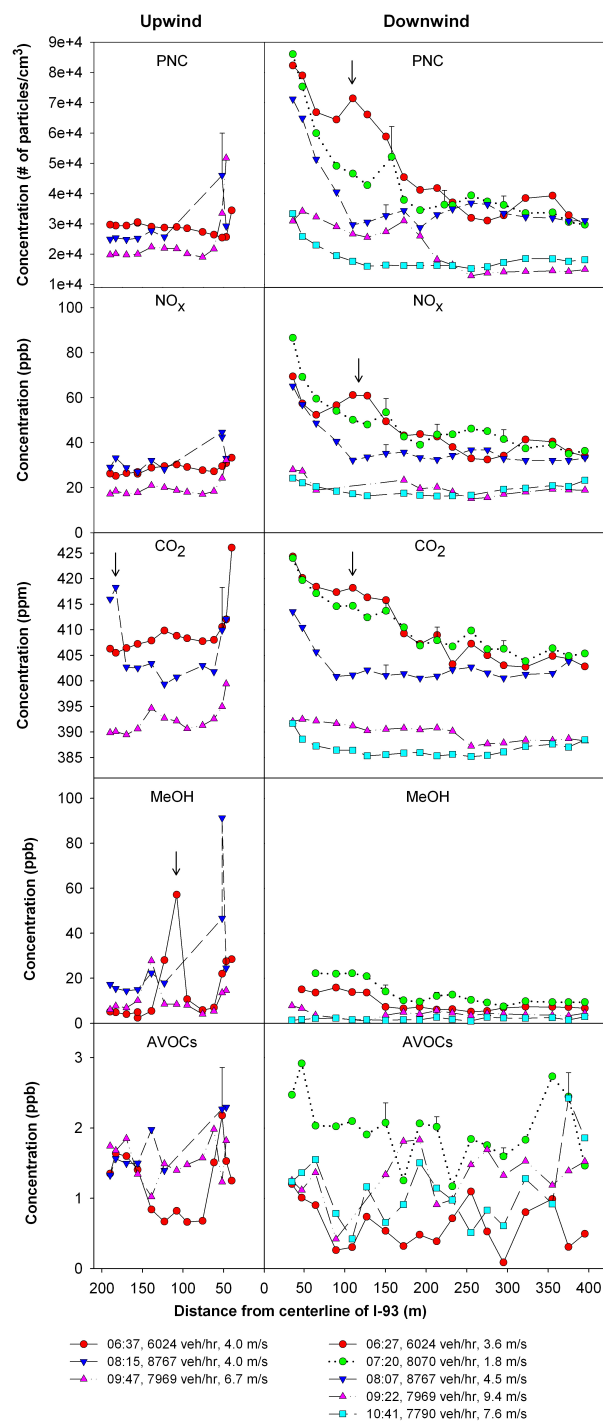 Upwind Downwind
PNC PNC
Concentration (# of particles/cm³)
9e+4
8e+4
7e+4
6e+4
5e+4
4e+4
3e+4
2e+4
1e+4
NOx NOx
Concentration (ppb)
100
80
60
40
20
0
CO2 CO2
Concentration (ppm)
425
420
415
410
405
400
395
390
385
MeOH MeOH
Concentration (ppb)
100
80
60
40
20
0
AVOCs AVOCs
Concentration (ppb)
3
2
1
0
200 150 100 50 0 50 100 150 200 250 300 350 400
Distance from centerline of I-93 (m)
06:37, 6024 veh/hr, 4.0 m/s
08:15, 8767 veh/hr, 4.0 m/s
09:47, 7969 veh/hr, 6.7 m/s
06:27, 6024 veh/hr, 3.6 m/s
07:20, 8070 veh/hr, 1.8 m/s
08:07, 8767 veh/hr, 4.5 m/s
09:22, 7969 veh/hr, 9.4 m/s
10:41, 7790 veh/hr, 7.6 m/s